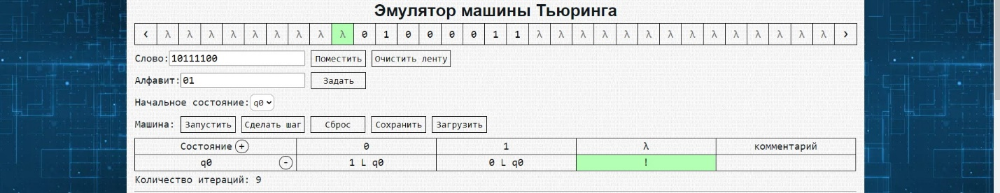 Эмулятор машины Тьюринга
< λ λ λ λ λ λ λ λ λ 0 1 0 0 0 0 1 1 λ λ λ λ λ λ λ λ λ λ λ λ λ λ >
Слово: 10111100 Поместить Очистить ленту
Алфавит: 01 Задать
Начальное состояние: q0
Машина: Запустить Сделать шаг Сброс Сохранить Загрузить
Состояние + 0 1 λ комментарий
q0 - 1 L q0 0 L q0 !
Количество итераций: 9